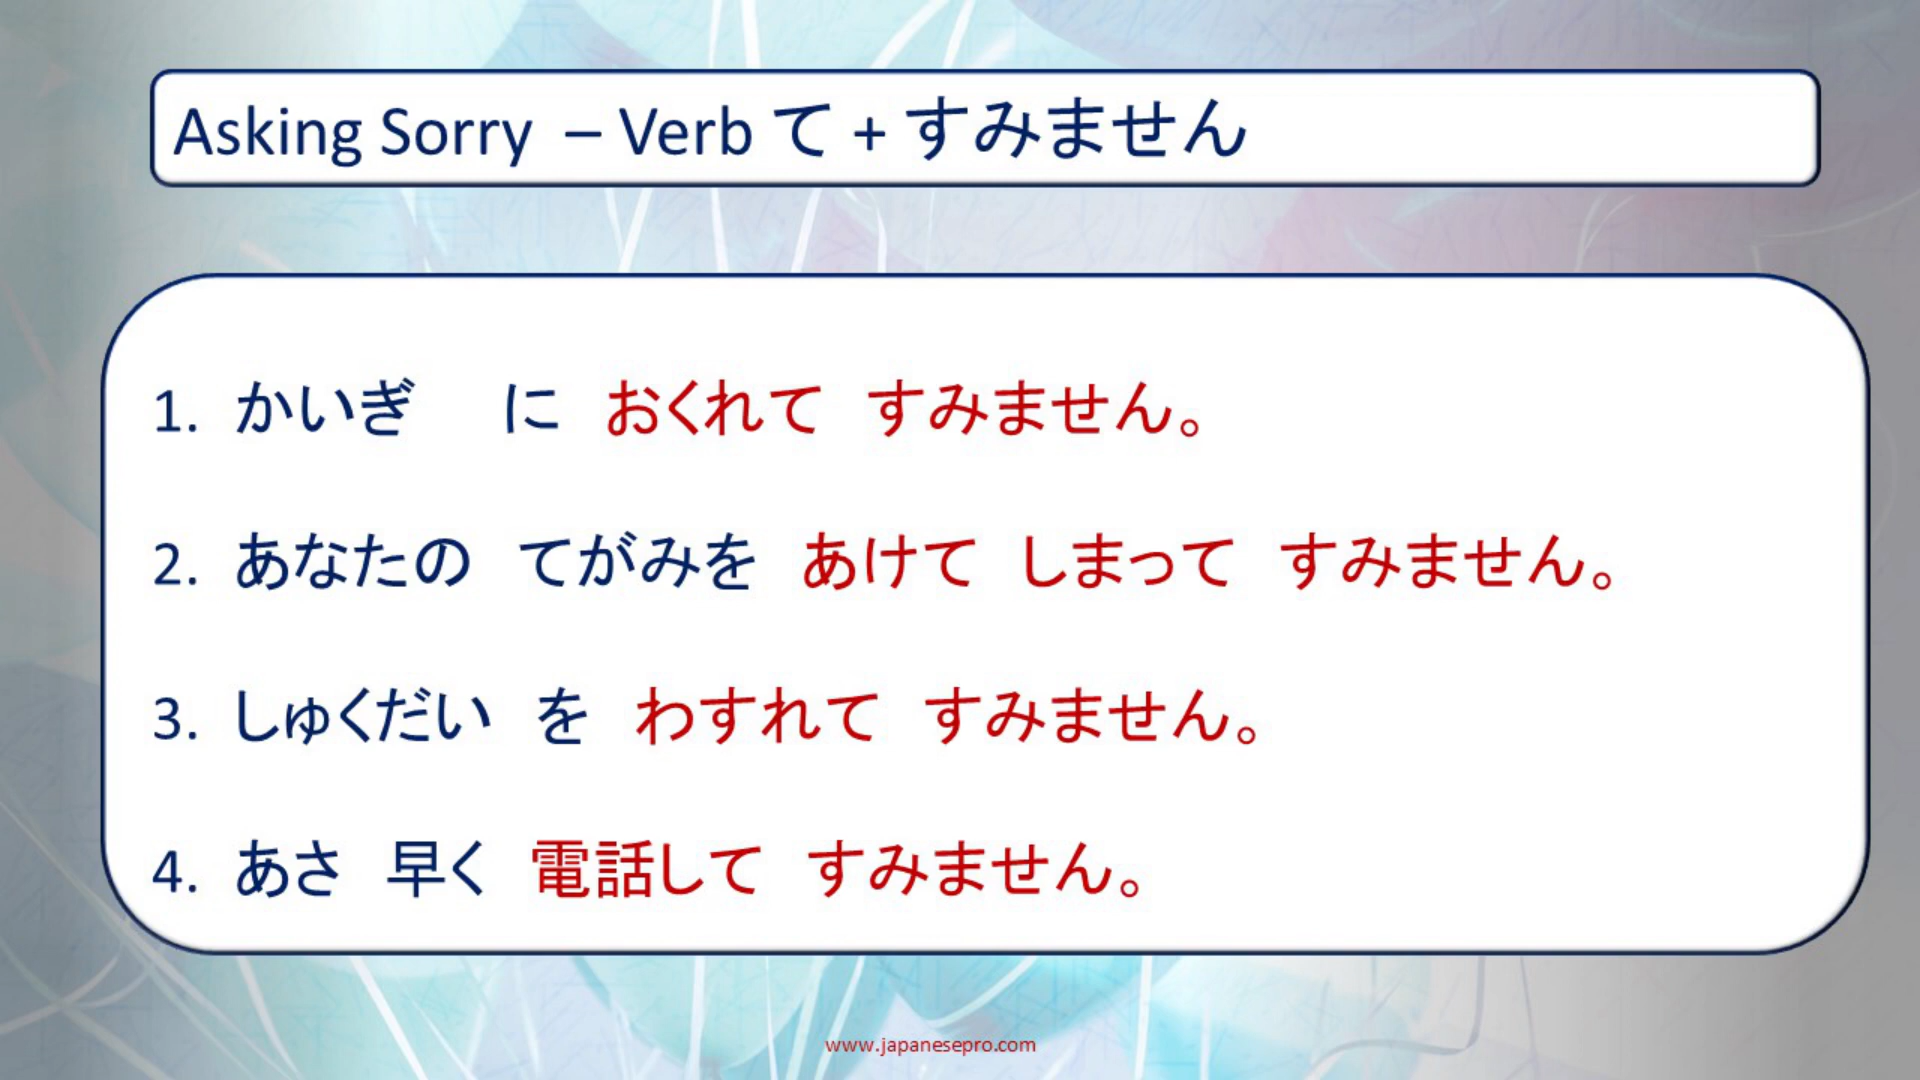 Asking Sorry – Verb て + すみません
1. かいぎ　に おくれて すみません。
2. あなたの てがみを あけて しまって すみません。
3. しゅくだい を わすれて すみません。
4. あさ 早く 電話して すみません。
www.japanesepro.com